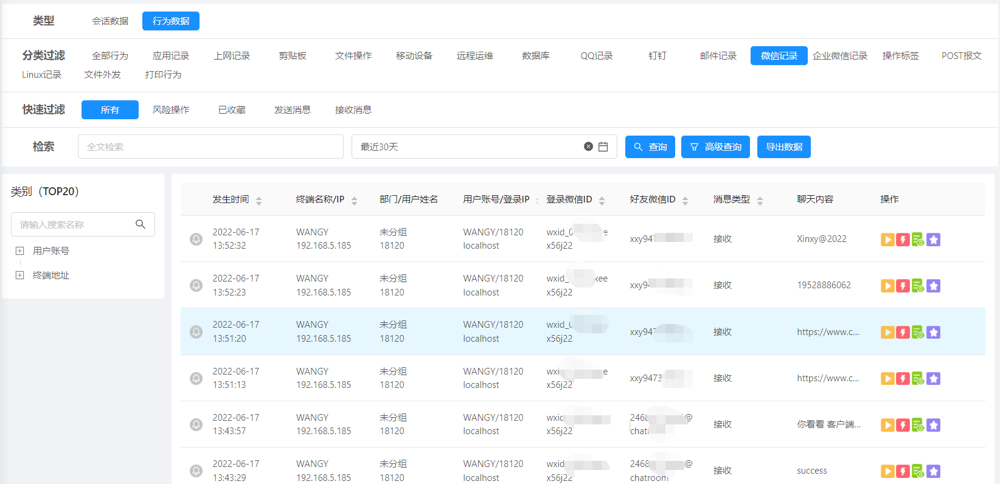 类型 会话数据 行为数据
分类过滤 全部行为 应用记录 上网记录 剪贴板 文件操作 移动设备 远程运维 数据库 QQ记录 钉钉 邮件记录 微信记录 企业微信记录 操作标签 POST报文
Linux记录 文件外发 打印行为
快速过滤 所有 风险操作 已收藏 发送消息 接收消息
检索 全文检索 最近30天 查询 高级查询 导出数据
类别（TOP20）
请输入搜索名称
用户账号
终端地址
发生时间 终端名称/IP 部门/用户姓名 用户账号/登录IP 登录微信ID 好友微信ID 消息类型 聊天内容 操作
2022-06-17 WANGY 未分组 WANGY/18120 wxid_ e xxy947 接收 Xinxy@2022
13:52:32 192.168.5.185 18120 localhost x56j22
2022-06-17 WANGY 未分组 WANGY/18120 wxid_ xee xxy9 接收 19528886062
13:52:23 192.168.5.185 18120 localhost x56j22
2022-06-17 WANGY 未分组 WANGY/18120 wxid_ xxy947 接收 https://www.c...
13:51:20 192.168.5.185 18120 localhost x56j22
2022-06-17 WANGY 未分组 WANGY/18120 wxi e xxy9473 接收 https://www.c...
13:51:13 192.168.5.185 18120 localhost x56j22
2022-06-17 WANGY 未分组 WANGY/18120 wxid 246 @ 接收 你看看 客户端...
13:43:57 192.168.5.185 18120 localhost x56j22 chat
2022-06-17 WANGY 未分组 WANGY/18120 wxid 246 @ 接收 success
13:43:29 192.168.5.185 18120 localhost x56j22 chatroom